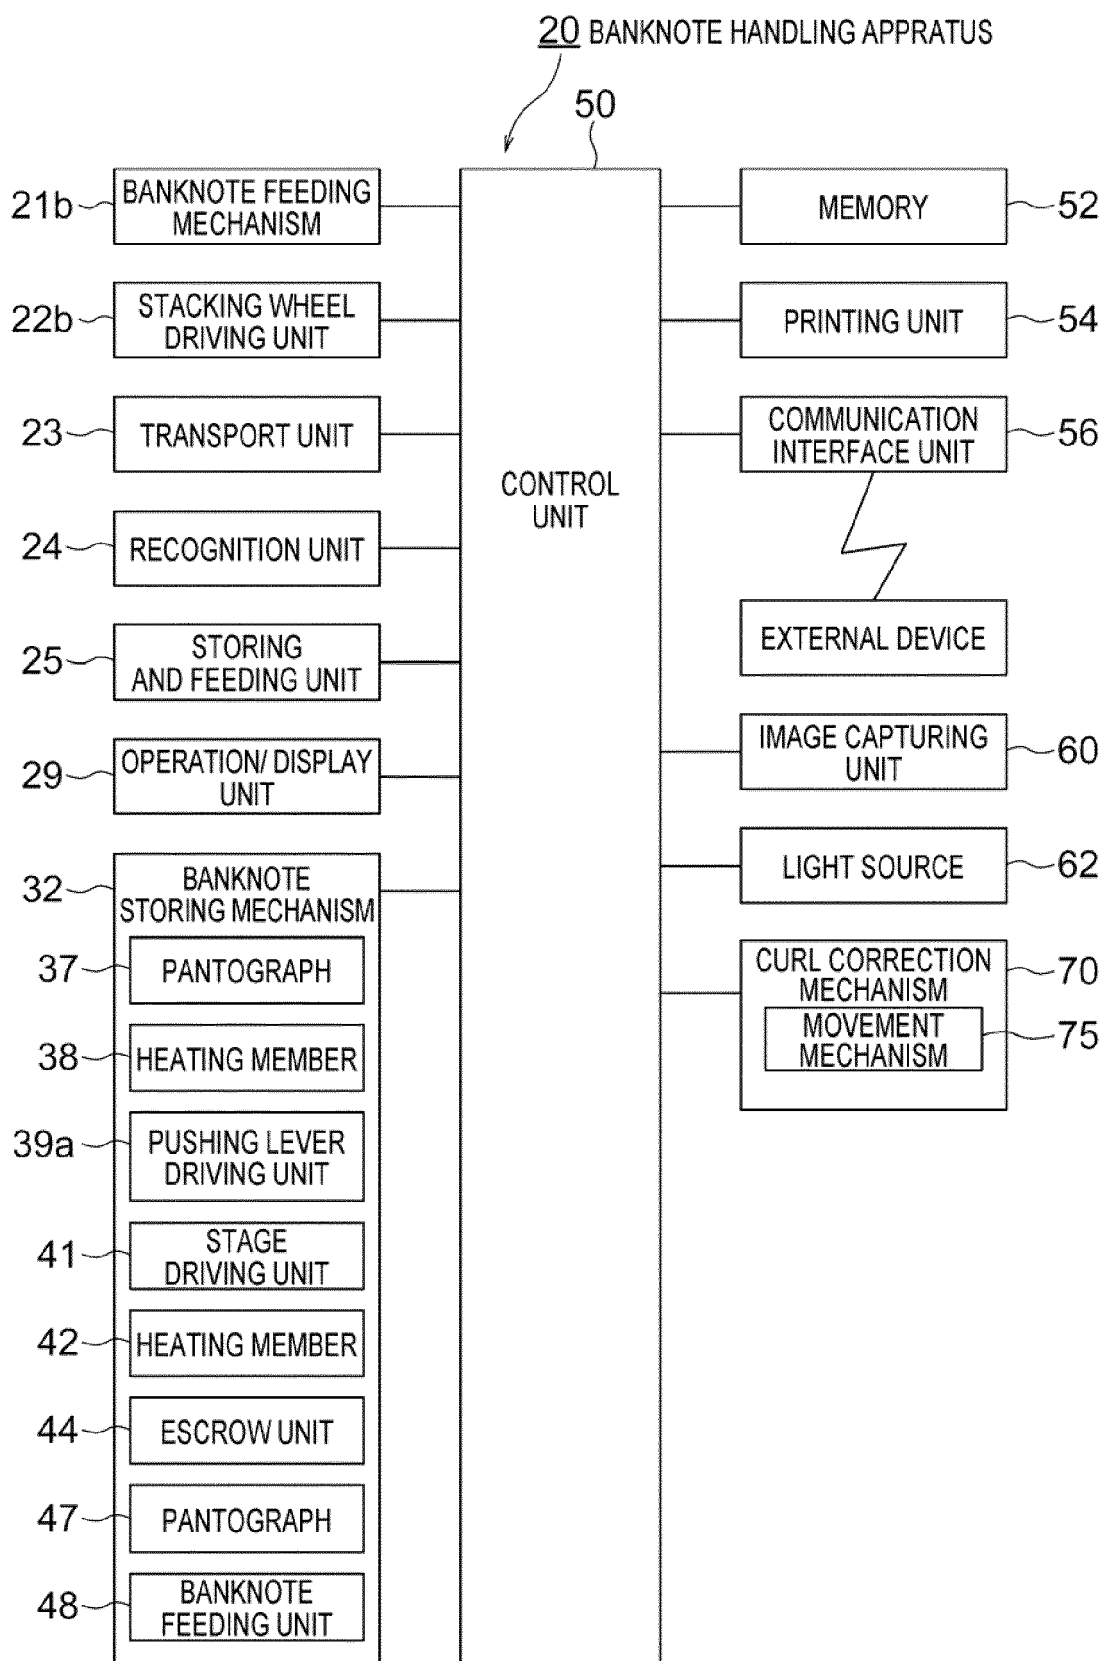 20 BANKNOTE HANDLING APPRATUS
50
21b
BANKNOTE FEEDING
MECHANISM
22b
STACKING WHEEL
DRIVING UNIT
23
TRANSPORT UNIT
24
RECOGNITION UNIT
25
STORING
AND FEEDING UNIT
29
OPERATION/ DISPLAY
UNIT
32
BANKNOTE
STORING MECHANISM
37
PANTOGRAPH
38
HEATING MEMBER
39a
PUSHING LEVER
DRIVING UNIT
41
STAGE
DRIVING UNIT
42
HEATING MEMBER
44
ESCROW UNIT
47
PANTOGRAPH
48
BANKNOTE
FEEDING UNIT
CONTROL
UNIT
MEMORY
52
PRINTING UNIT
54
COMMUNICATION
INTERFACE UNIT
56
EXTERNAL DEVICE
IMAGE CAPTURING
UNIT
60
LIGHT SOURCE
62
CURL CORRECTION
MECHANISM
70
MOVEMENT
MECHANISM
75